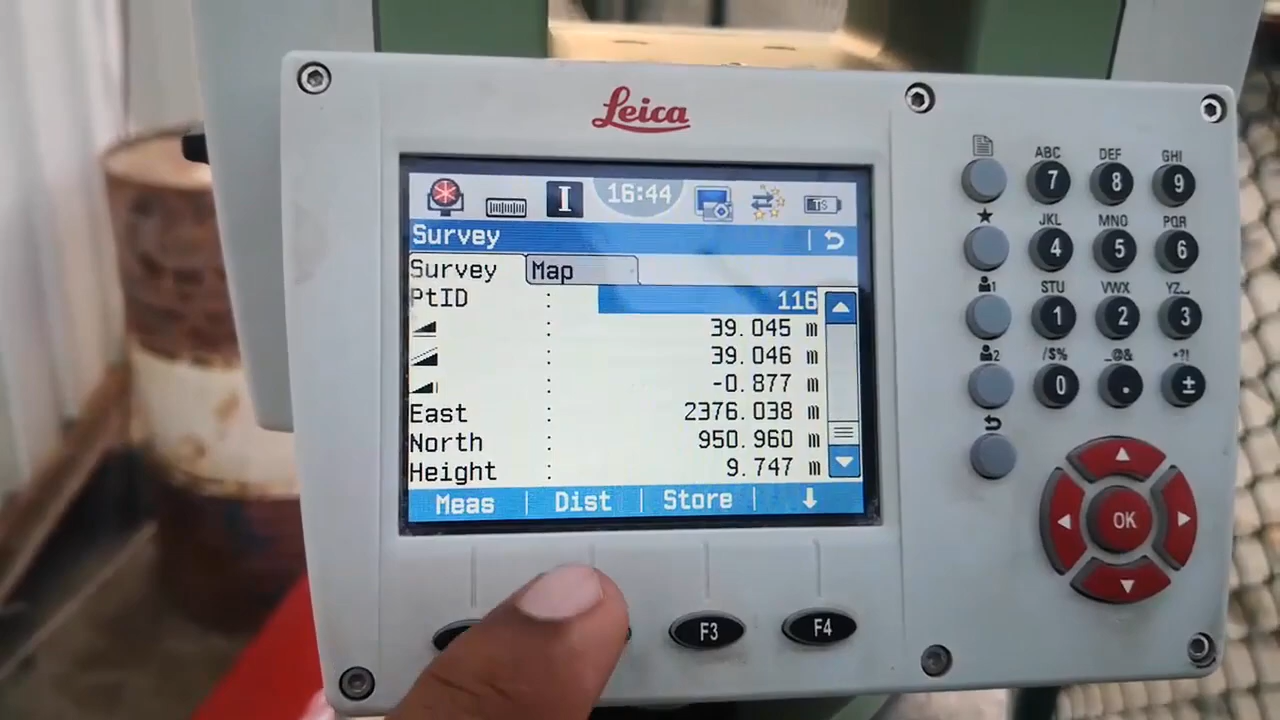 Leica
I 16:44
Survey
Survey Map
PtID : 116
: 39.045 m
: 39.046 m
: -0.877 m
East : 2376.038 m
North : 950.960 m
Height : 9.747 m
Meas Dist Store
F3 F4
ABC DEF GHI
7 8 9
JKL MNO PQR
4 5 6
1 2
STU VWX YZ
1 2 3
/$% _@& *?!
0 . ±
OK